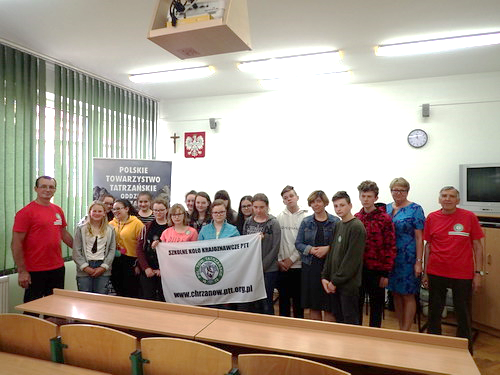 POLSKIE
TOWARZYSTWO
TATRZAŃSKIE
SZKOLNE KOŁO KRAJOZNAWCZE PTT
www.chrzanow.ptt.org.pl